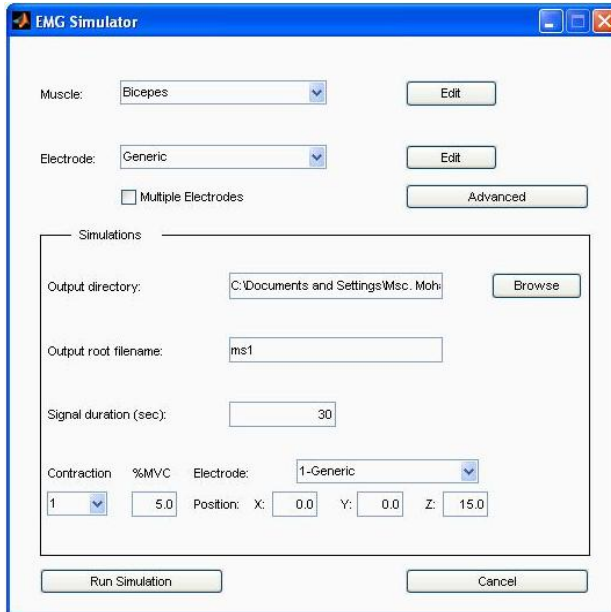 EMG Simulator
Muscle: Bicepes Edit
Electrode: Generic Edit
Multiple Electrodes Advanced
Simulations
Output directory: C:\Documents and Settings\Msc. Moh Browse
Output root filename: ms1
Signal duration (sec): 30
Contraction %MVC Electrode: 1-Generic
1 5.0 Position: X: 0.0 Y: 0.0 Z: 15.0
Run Simulation Cancel